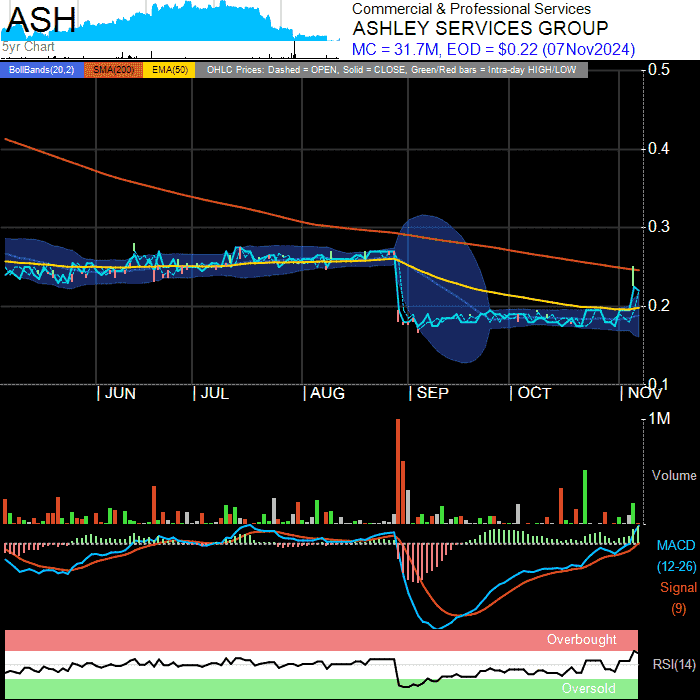 ASH
5yr Chart
Commercial & Professional Services
ASHLEY SERVICES GROUP
MC = 31.7M, EOD = $0.22 (07Nov2024)
BollBands(20,2) SMA(200) EMA(50) OHLC Prices: Dashed = OPEN, Solid = CLOSE, Green/Red bars = Intra-day HIGH/LOW
0.5
0.4
0.3
0.2
0.1
JUN JUL AUG SEP OCT NOV
1M
Volume
MACD
(12-26)
Signal
(9)
Overbought
RSI(14)
Oversold